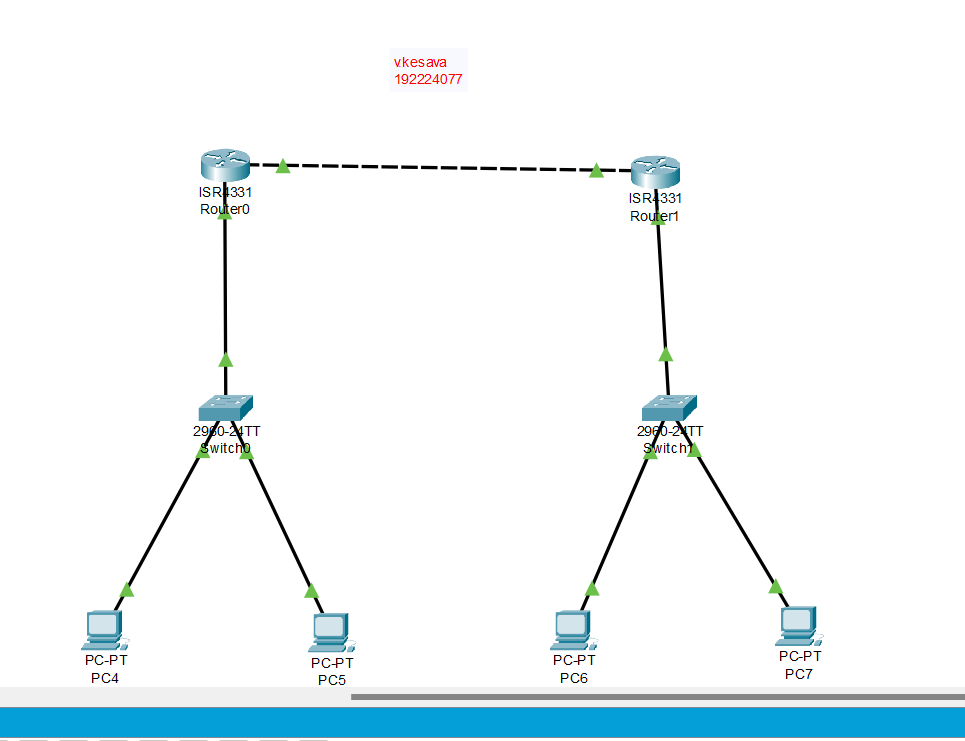 v.kesava
192224077
ISR4331
Router0
ISR4331
Router1
2960-24TT
Switch0
2960-24TT
Switch1
PC-PT
PC4
PC-PT
PC5
PC-PT
PC6
PC-PT
PC7